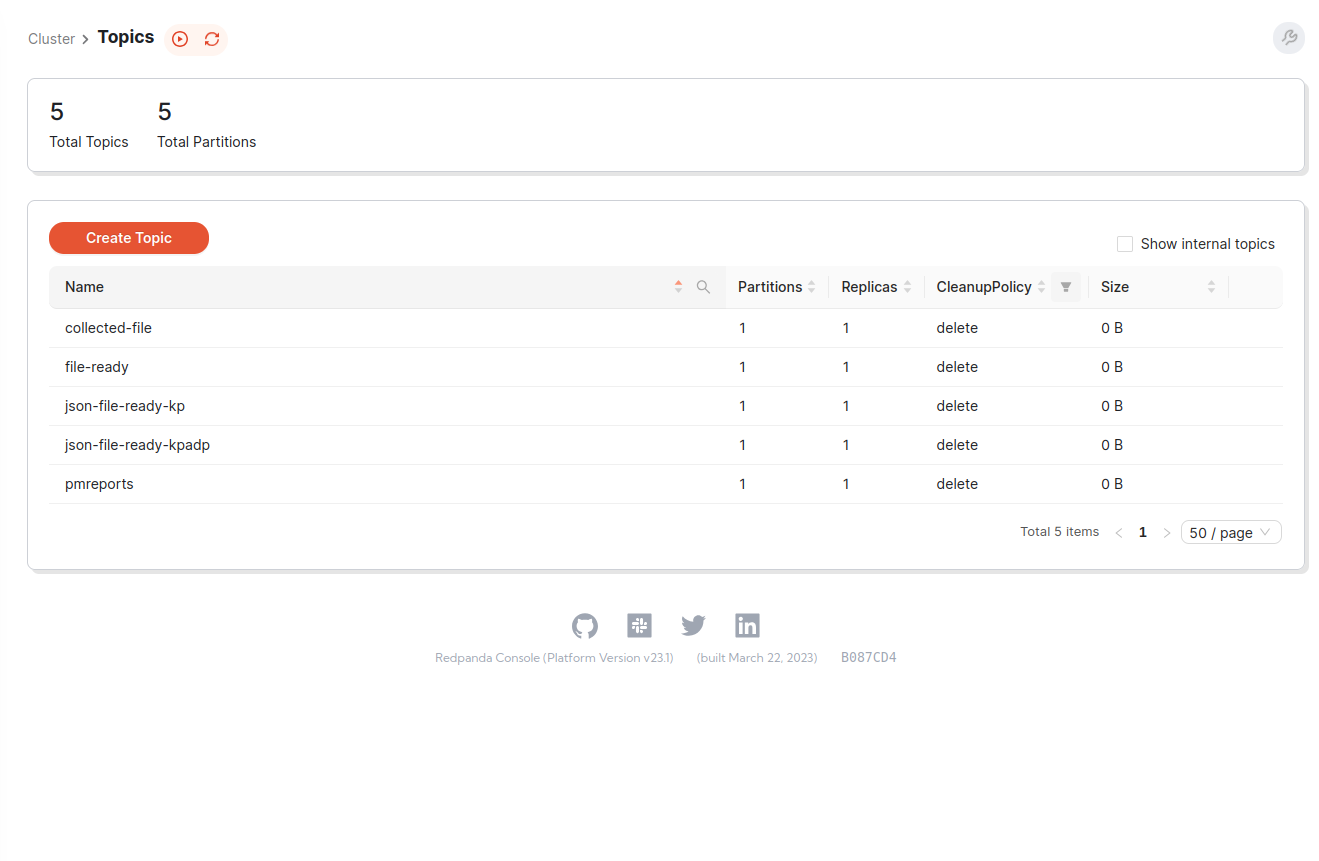 Cluster > Topics
5 5
Total Topics Total Partitions
Create Topic
Show internal topics
Name Partitions Replicas CleanupPolicy Size
collected-file 1 1 delete 0 B
file-ready 1 1 delete 0 B
json-file-ready-kp 1 1 delete 0 B
json-file-ready-kpadp 1 1 delete 0 B
pmreports 1 1 delete 0 B
Total 5 items < 1 > 50 / page
in
Redpanda Console (Platform Version v23.1) (built March 22, 2023) B087CD4